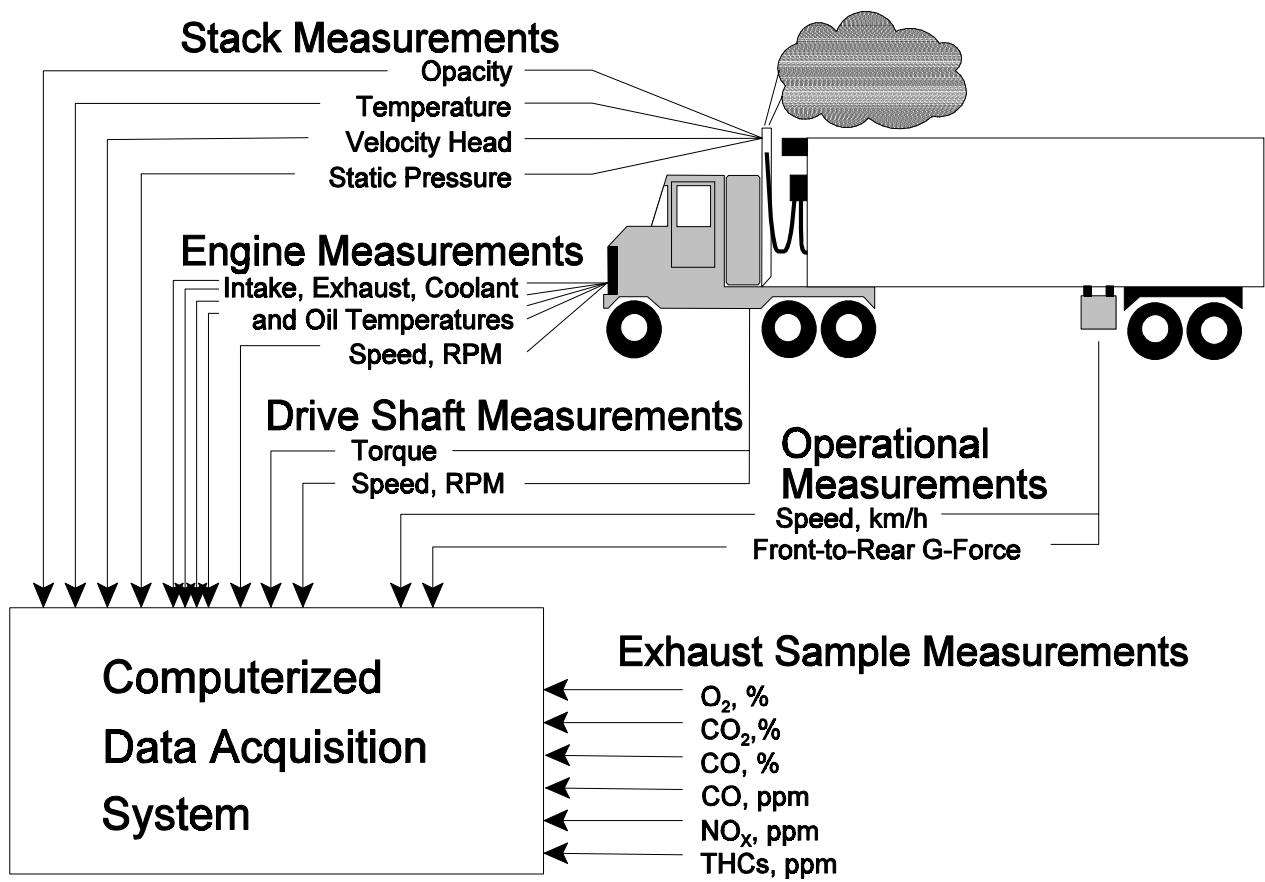 Stack Measurements
Opacity
Temperature
Velocity Head
Static Pressure
Engine Measurements
Intake, Exhaust, Coolant
and Oil Temperatures
Speed, RPM
Drive Shaft Measurements
Torque
Speed, RPM
Operational
Measurements
Speed, km/h
Front-to-Rear G-Force
Computerized
Data Acquisition
System
Exhaust Sample Measurements
O₂, %
CO₂,%
CO, %
CO, ppm
NOₓ, ppm
THCs, ppm